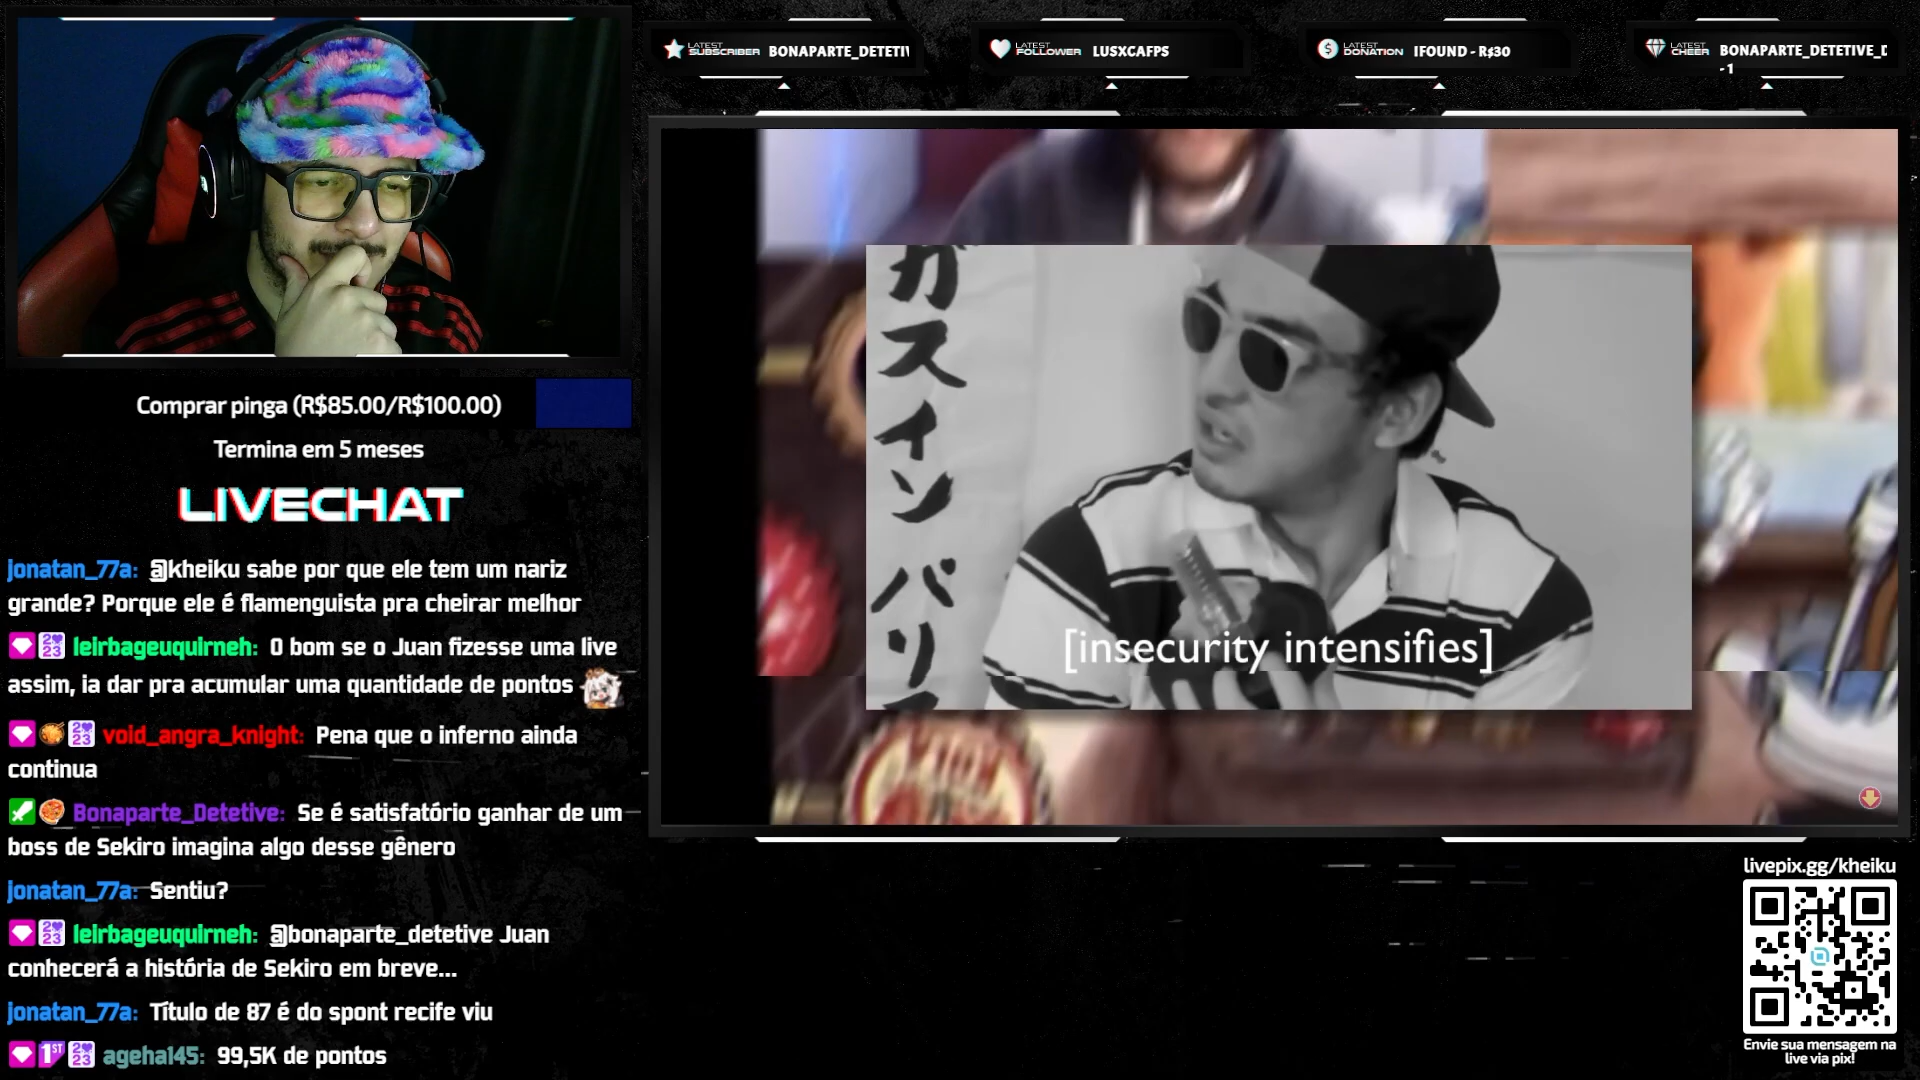 LATEST SUBSCRIBER BONAPARTE_DETETIV
LATEST FOLLOWER LUSXCAFPS
LATEST DONATION IFOUND - R$30
LATEST CHEER BONAPARTE_DETETIVE_D
- 1
ガスインパリ
[insecurity intensifies]
Comprar pinga (R$85.00/R$100.00)
Termina em 5 meses
LIVECHAT
jonatan_77a: @kheiku sabe por que ele tem um nariz
grande? Porque ele é flamenguista pra cheirar melhor
leirbageuquirneh: O bom se o Juan fizesse uma live
assim, ia dar pra acumular uma quantidade de pontos
void_angra_knight: Pena que o inferno ainda
continua
Bonaparte_Detetive: Se é satisfatório ganhar de um
boss de Sekiro imagina algo desse gênero
jonatan_77a: Sentiu?
leirbageuquirneh: @bonaparte_detetive Juan
conhecerá a história de Sekiro em breve...
jonatan_77a: Título de 87 é do spont recife viu
1ST ageha145: 99,5K de pontos
livepix.gg/kheiku
Envie sua mensagem na
live via pix!